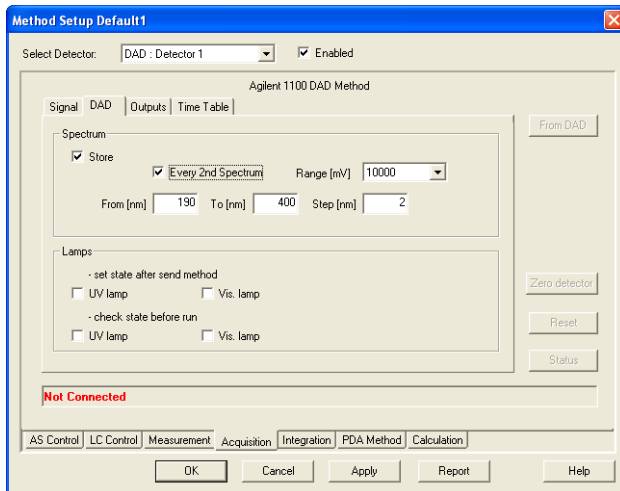 Method Setup Default1
Select Detector: DAD : Detector 1 Enabled
Agilent 1100 DAD Method
Signal DAD Outputs Time Table
From DAD
Spectrum
Store
Every 2nd Spectrum Range [mV] 10000
From [nm] 190 To [nm] 400 Step [nm] 2
Lamps
- set state after send method
UV lamp Vis. lamp
Zero detector
- check state before run
Reset
UV lamp Vis. lamp
Status
Not Connected
AS Control LC Control Measurement Acquisition Integration PDA Method Calculation
OK Cancel Apply Report Help